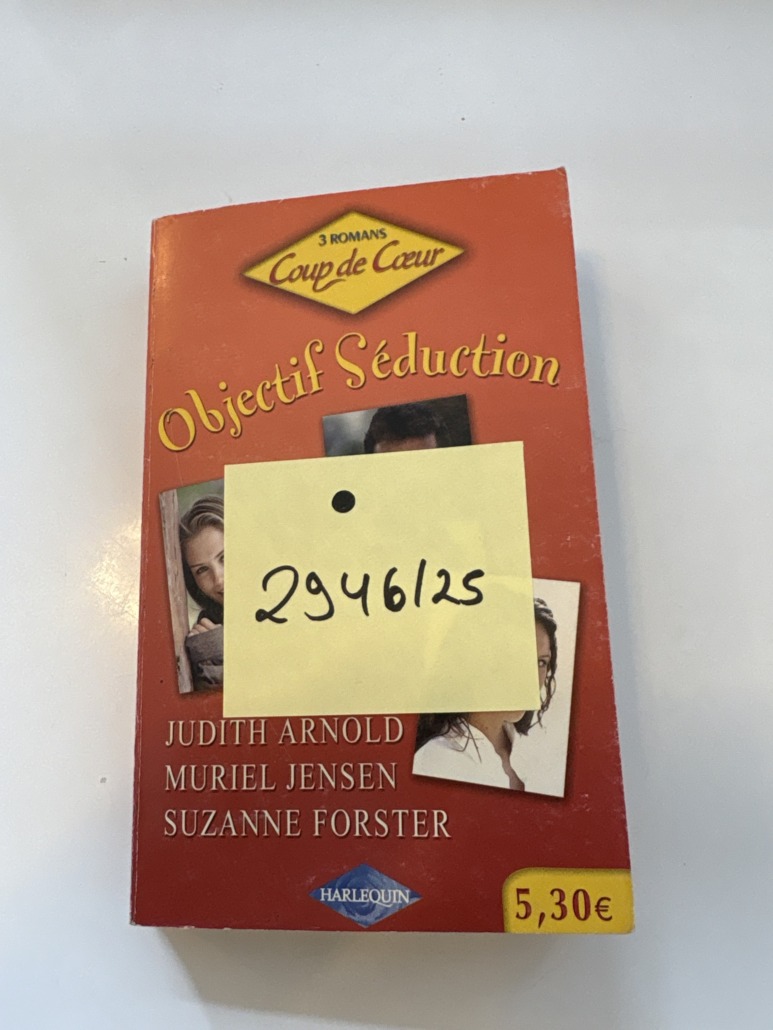 3 ROMANS
Coup de Cœur
Objectif Séduction
2946/25
JUDITH ARNOLD
MURIEL JENSEN
SUZANNE FORSTER
HARLEQUIN
5,30€